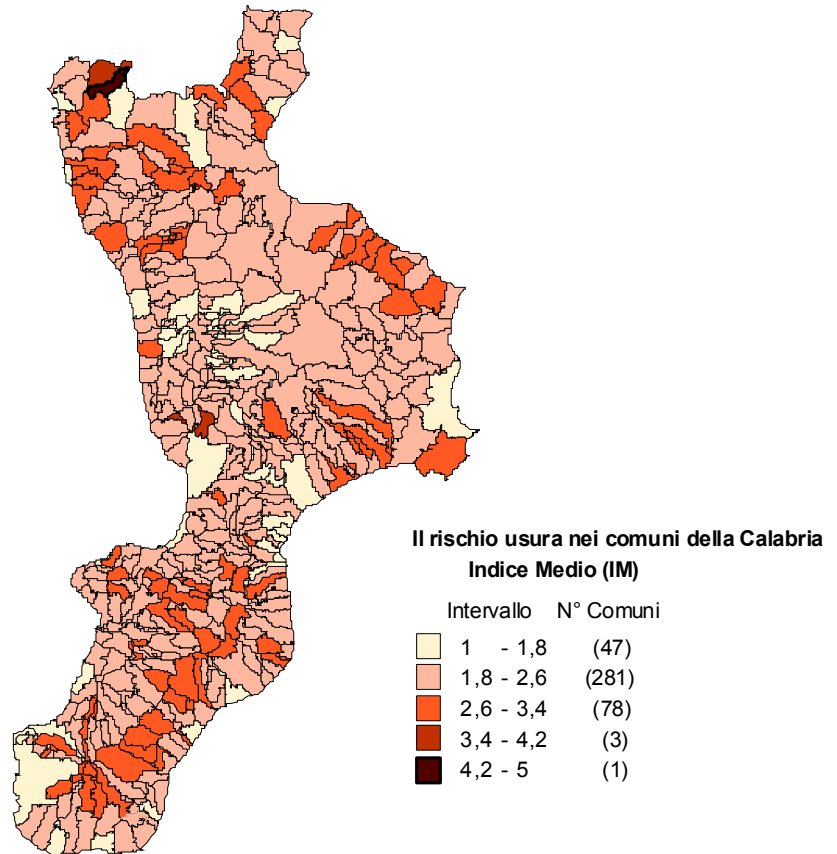 Il rischio usura nei comuni della Calabria
Indice Medio (IM)
Intervallo N° Comuni
1 - 1,8 (47)
1,8 - 2,6 (281)
2,6 - 3,4 (78)
3,4 - 4,2 (3)
4,2 - 5 (1)